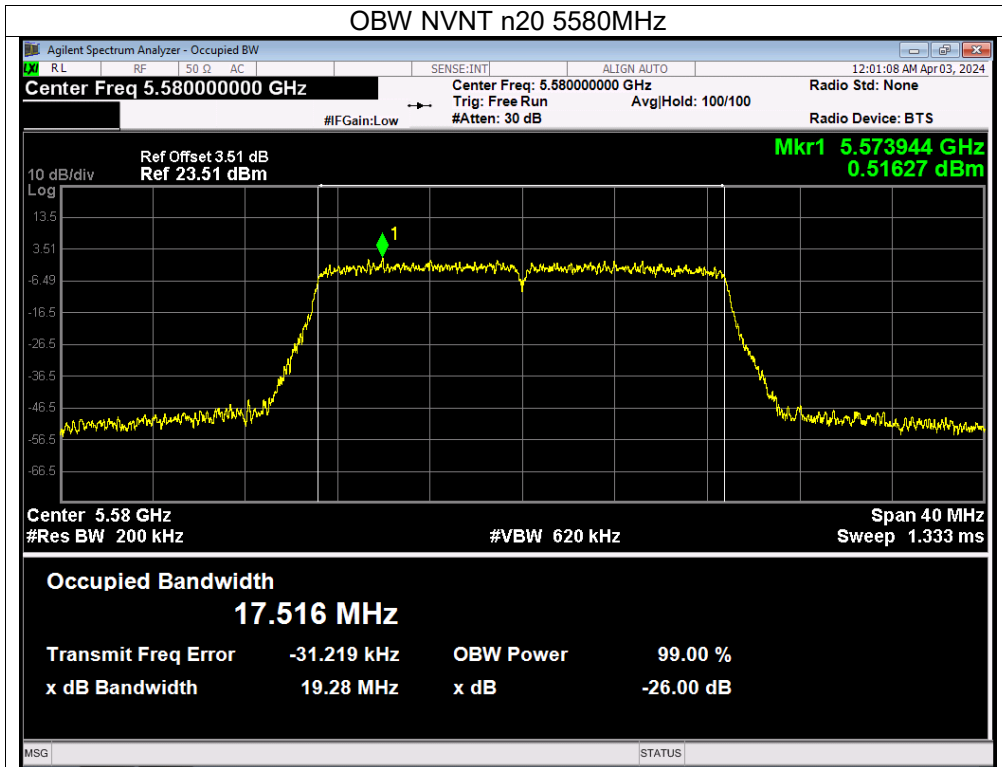 OBW NVNT n20 5580MHz
Agilent Spectrum Analyzer - Occupied BW
LXI RL RF 50 Ω AC SENSE:INT ALIGN AUTO 12:01:08 AM Apr 03, 2024
Center Freq 5.580000000 GHz Center Freq: 5.580000000 GHz Radio Std: None
Trig: Free Run Avg|Hold: 100/100
#IFGain:Low #Atten: 30 dB Radio Device: BTS
Mkr1 5.573944 GHz
0.51627 dBm
Ref Offset 3.51 dB
10 dB/div Ref 23.51 dBm
Log
13.5
1
3.51
-6.49
-16.5
-26.5
-36.5
-46.5
-56.5
-66.5
Center 5.58 GHz Span 40 MHz
#Res BW 200 kHz #VBW 620 kHz Sweep 1.333 ms
Occupied Bandwidth
17.516 MHz
Transmit Freq Error -31.219 kHz OBW Power 99.00 %
x dB Bandwidth 19.28 MHz x dB -26.00 dB
MSG STATUS